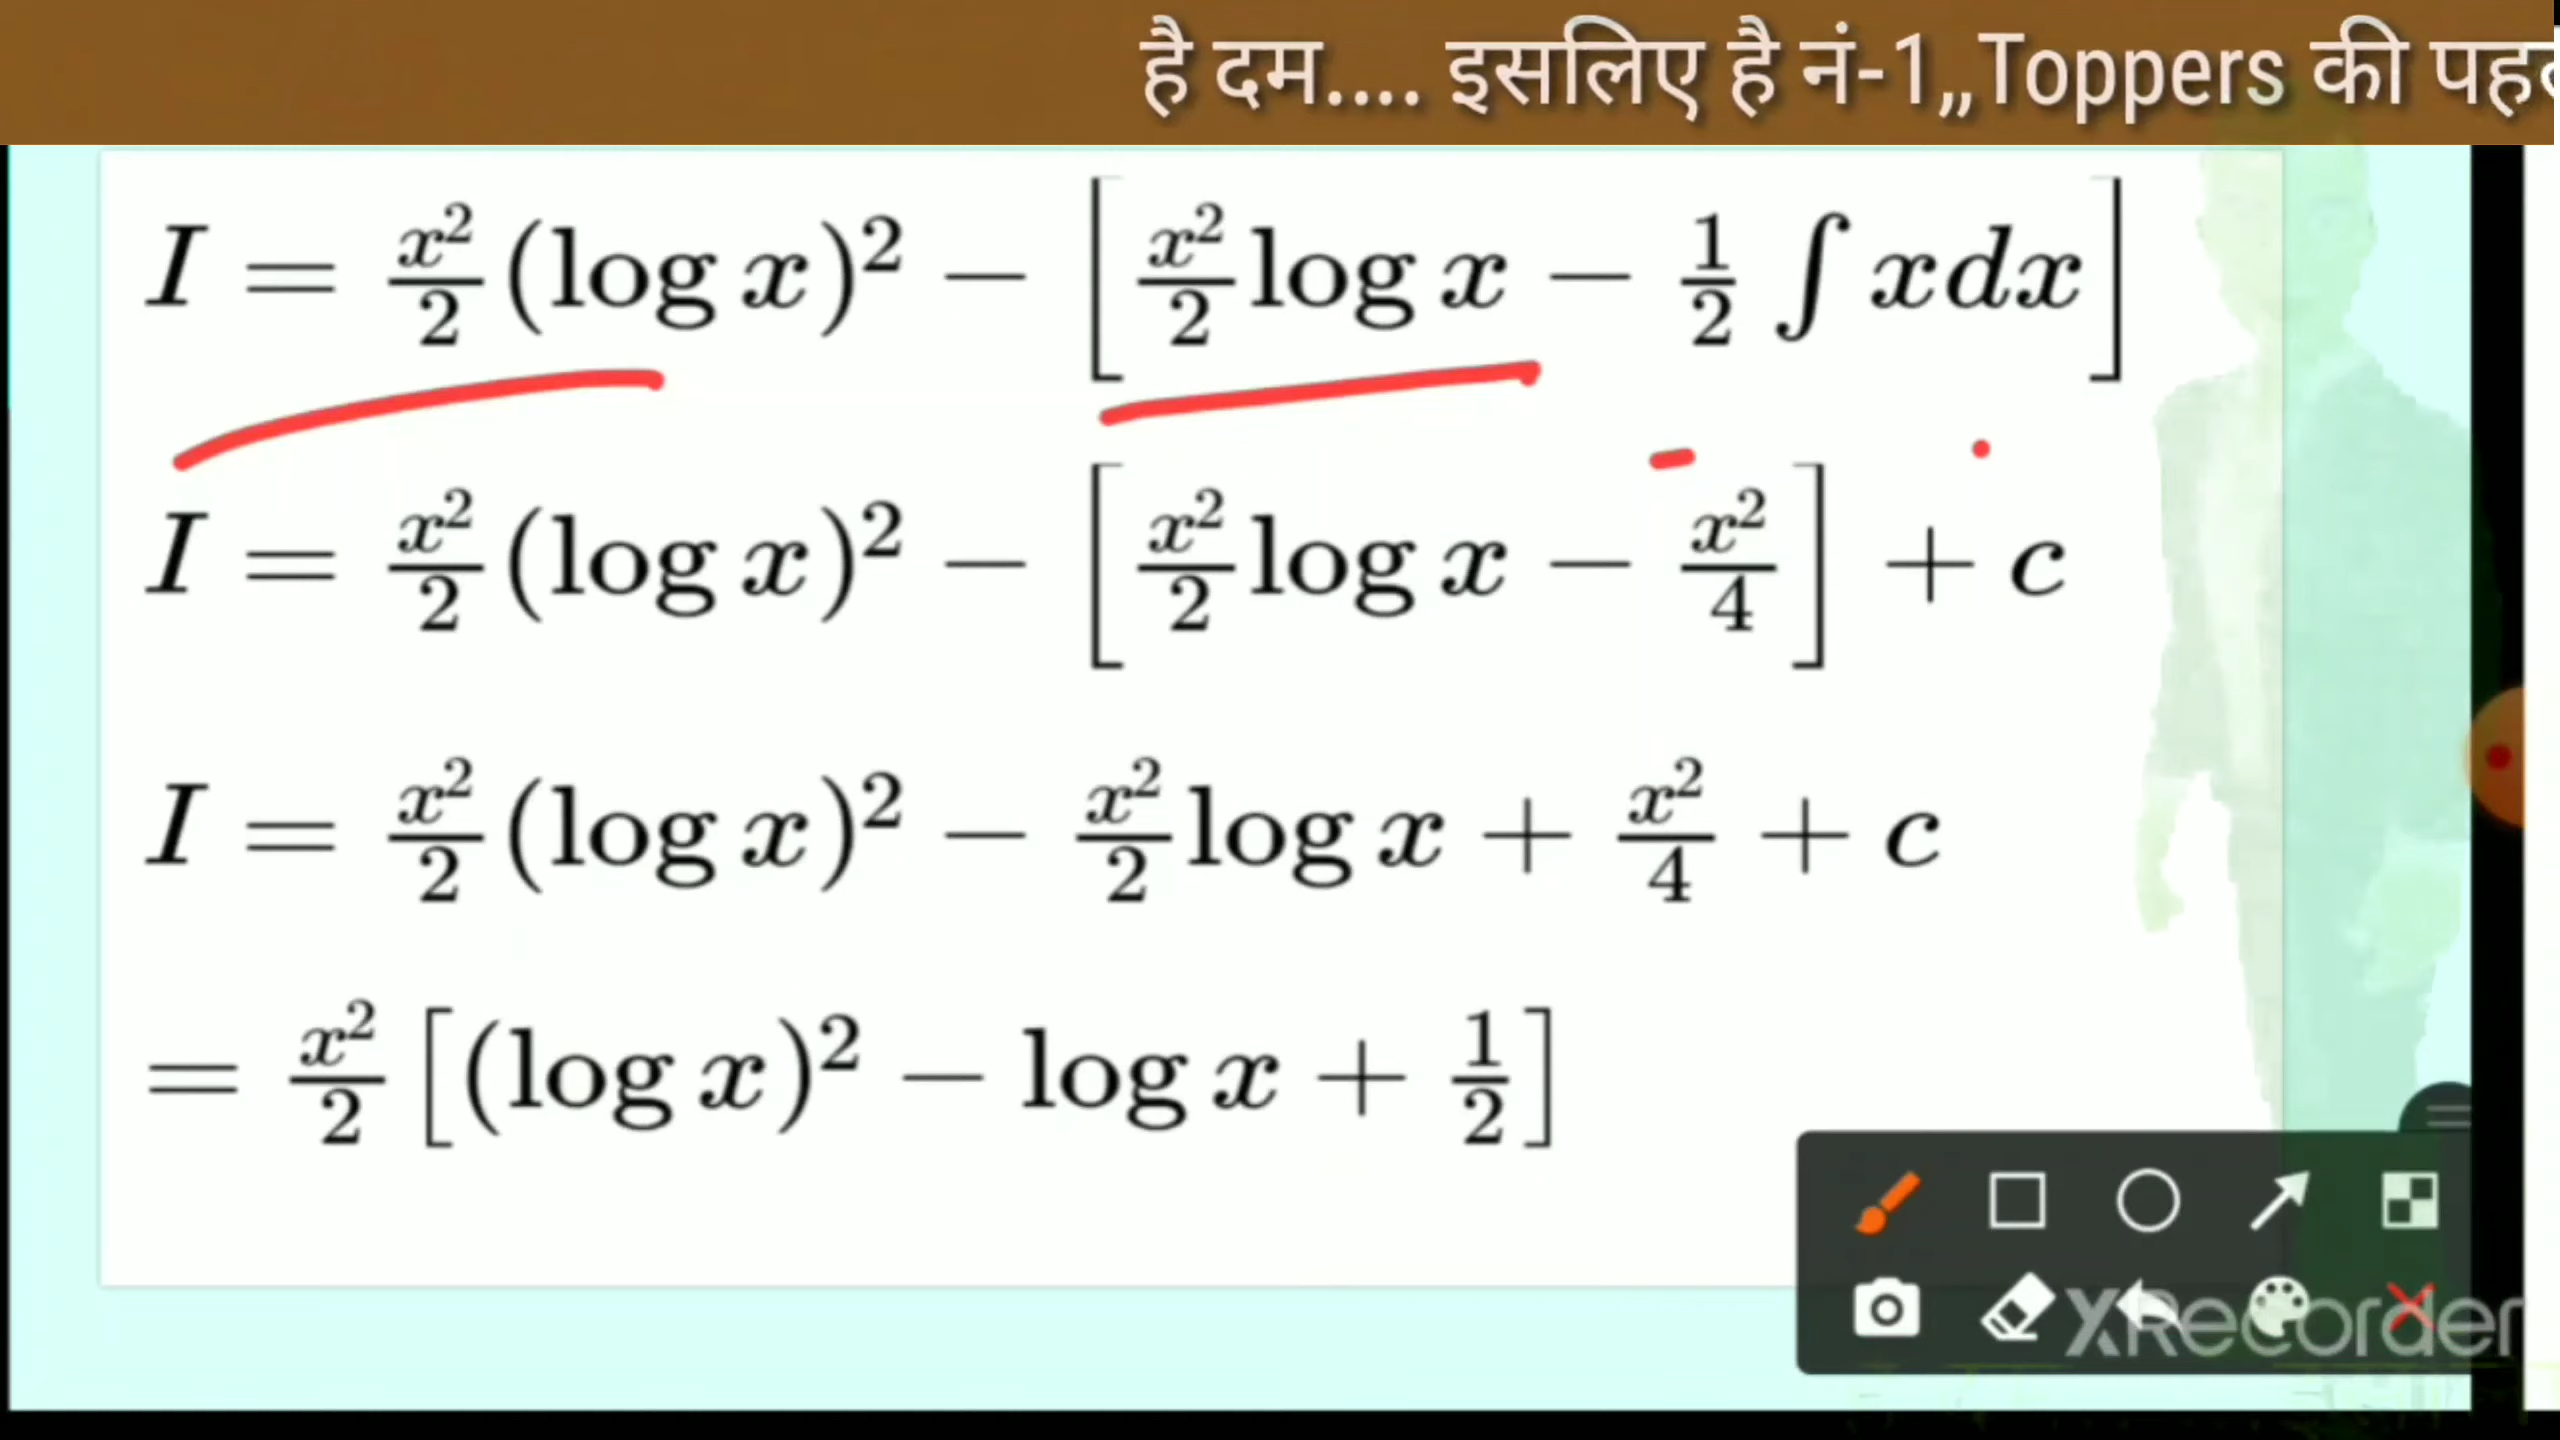 है दम.... इसलिए है नं-1,,Toppers की
I = x²/2 (log x)² − [x²/2 log x − 1/2 ∫ xdx]
I = x²/2 (log x)² − [x²/2 log x − x²/4] + c
I = x²/2 (log x)² − x²/2 log x + x²/4 + c
= x²/2 [(log x)² − log x + 1/2]
XRecorder